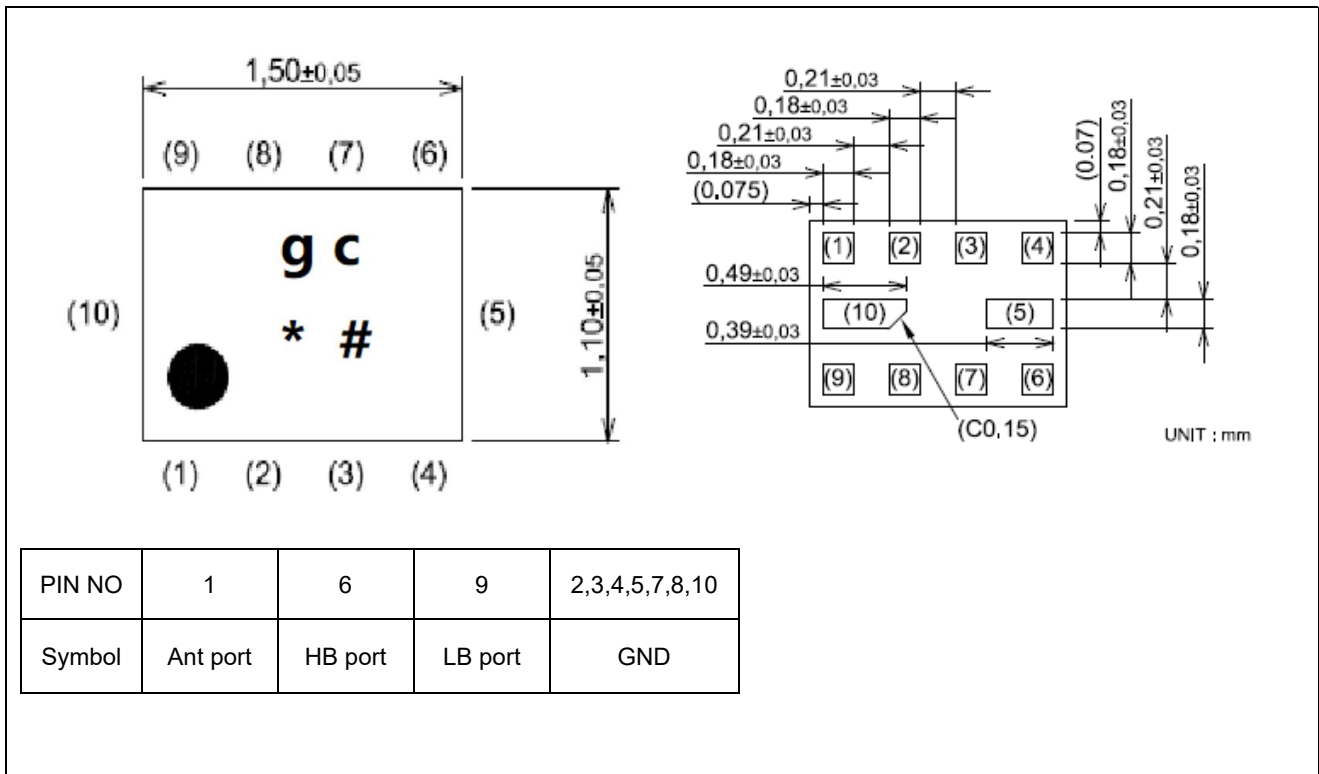 1,50±0,05
(9) (8) (7) (6)
g c
(10) (5)
* #
1,10±0,05
(1) (2) (3) (4)
0,21±0,03
0,18±0,03
0,21±0,03
0,18±0,03
(0.075)
(0.07)
0,18±0,03
0,21±0,03
0,18±0,03
(1) (2) (3) (4)
0,49±0,03
(10) (5)
0,39±0,03
(9) (8) (7) (6)
(C0,15)
UNIT : mm
PIN NO 1 6 9 2,3,4,5,7,8,10
Symbol Ant port HB port LB port GND